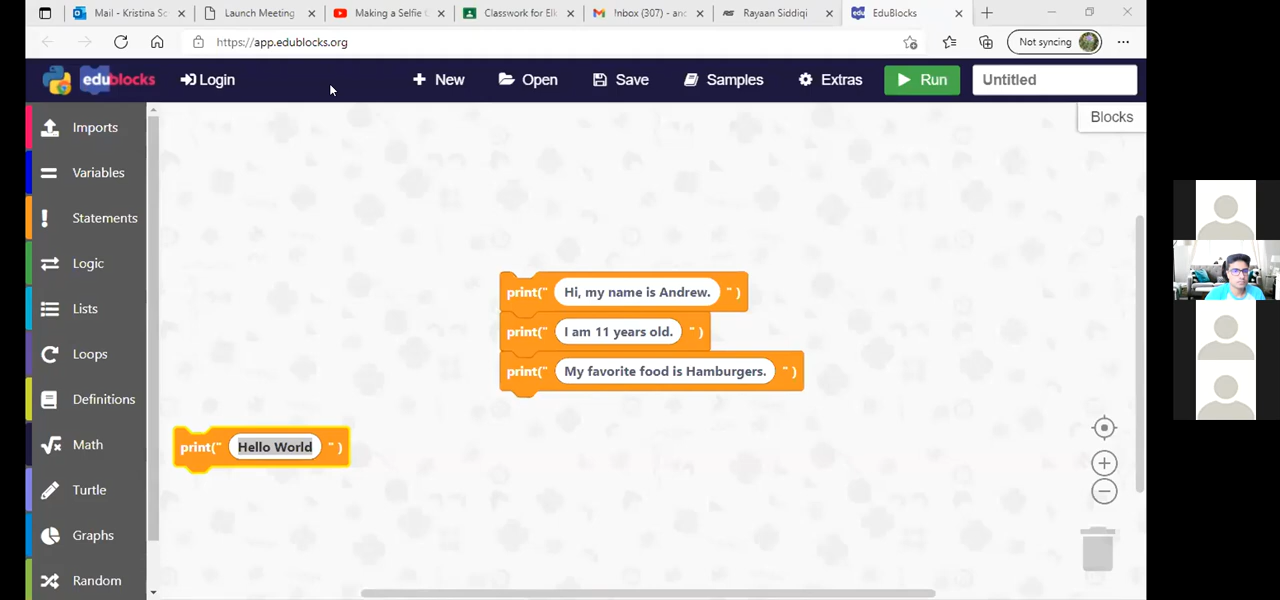 Mail - Kristina Sc
Launch Meeting
Making a Selfie C
Classwork for Elk
Inbox (307) - and
RS Rayaan Siddiqi
edu EduBlocks
https://app.edublocks.org
Not syncing
edublocks
Login
New
Open
Save
Samples
Extras
Run
Untitled
Blocks
Imports
Variables
Statements
Logic
Lists
Loops
Definitions
Math
Turtle
Graphs
Random
print(" Hi, my name is Andrew. ")
print(" I am 11 years old. ")
print(" My favorite food is Hamburgers. ")
print(" Hello World ")